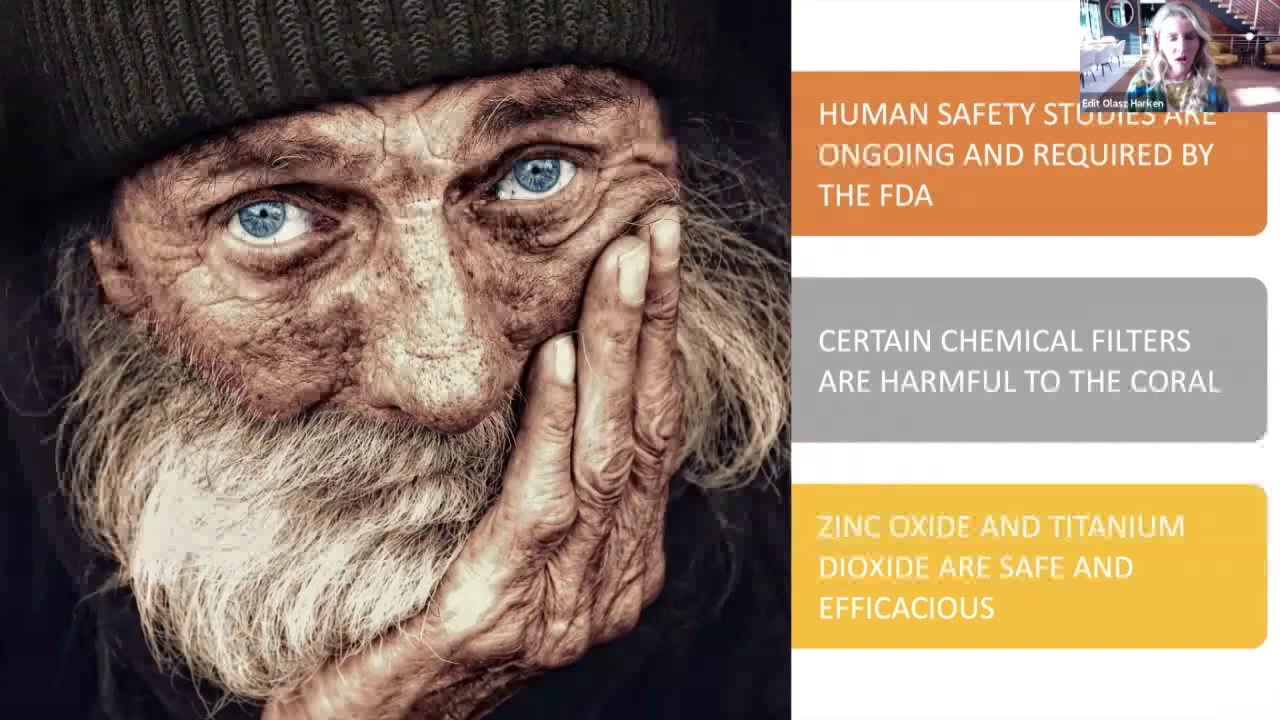 Edit Olasz Harken
HUMAN SAFETY STUDIES ARE
ONGOING AND REQUIRED BY
THE FDA
CERTAIN CHEMICAL FILTERS
ARE HARMFUL TO THE CORAL
ZINC OXIDE AND TITANIUM
DIOXIDE ARE SAFE AND
EFFICACIOUS